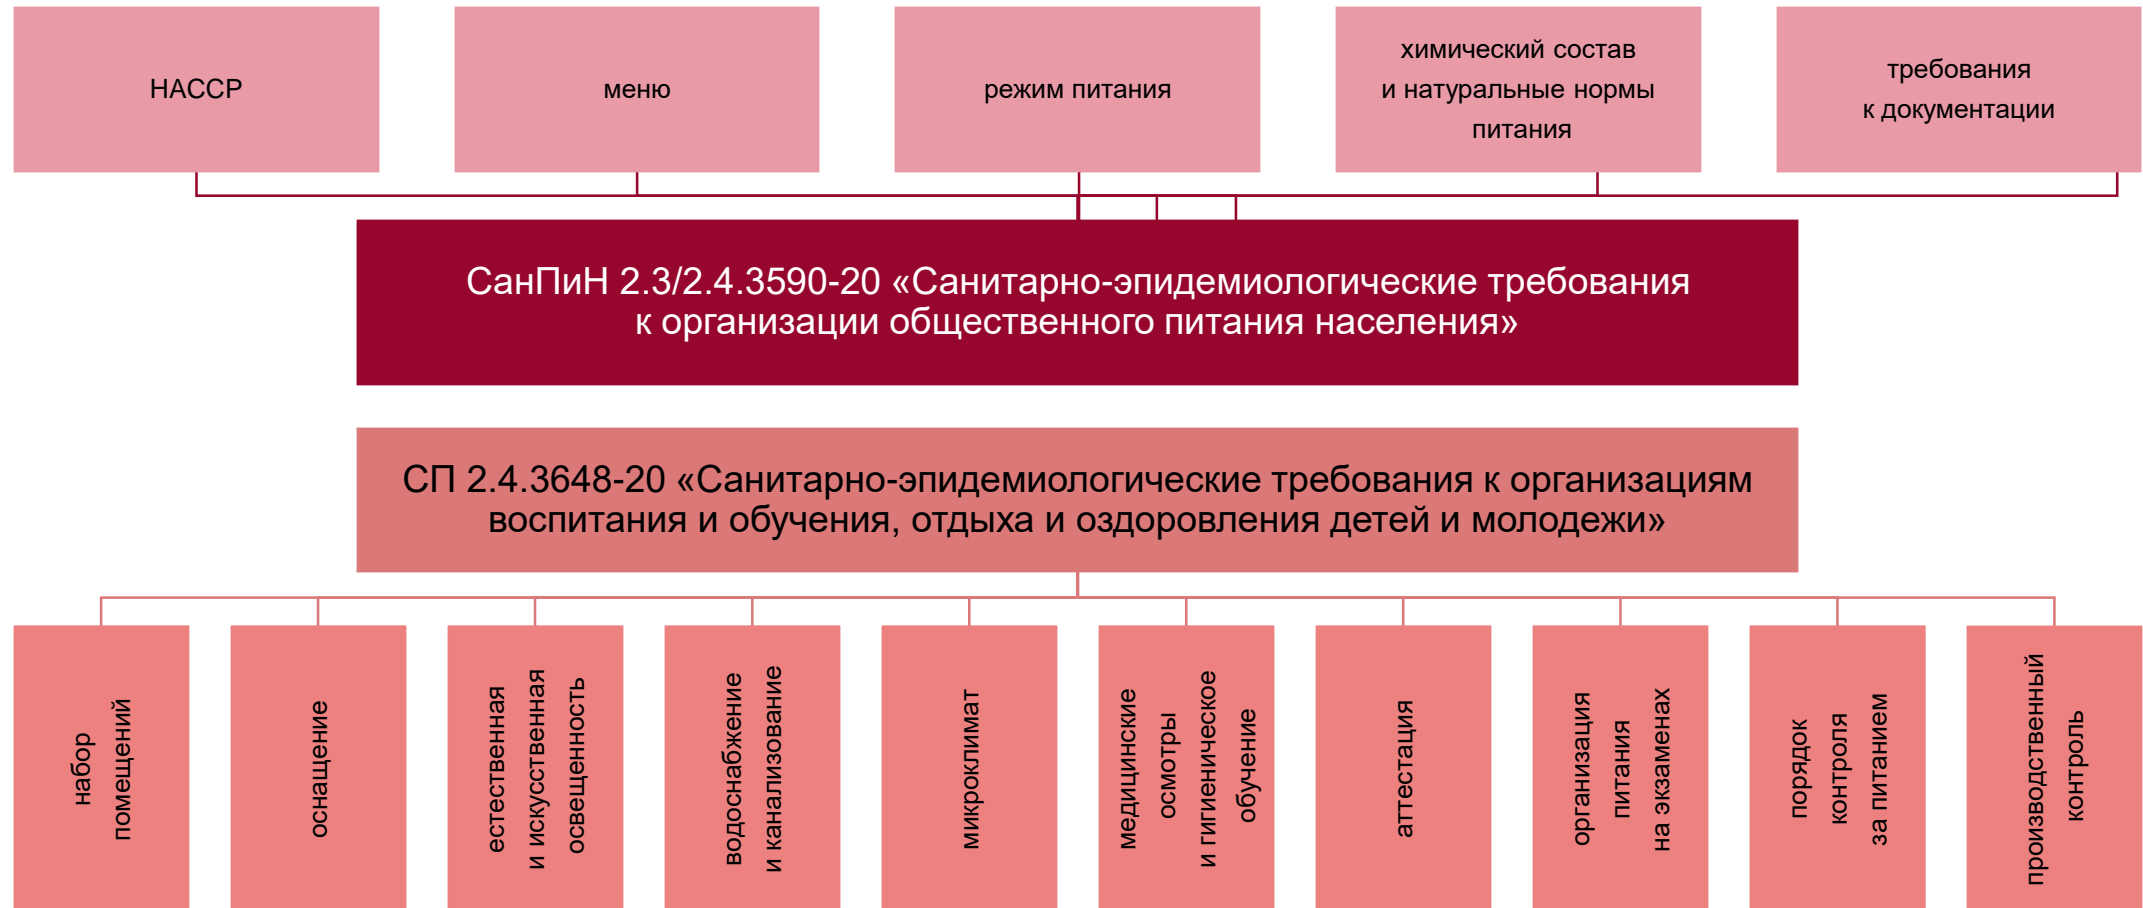 НАССР
меню
режим питания
химический состав
и натуральные нормы
питания
требования
к документации
СанПиН 2.3/2.4.3590-20 «Санитарно-эпидемиологические требования
к организации общественного питания населения»
СП 2.4.3648-20 «Санитарно-эпидемиологические требования к организациям
воспитания и обучения, отдыха и оздоровления детей и молодежи»
набор
помещений
оснащение
естественная
и искусственная
освещенность
водоснабжение
и канализование
микроклимат
медицинские
осмотры
и гигиеническое
обучение
аттестация
организация
питания
на экзаменах
порядок
контроля
за питанием
производственный
контроль